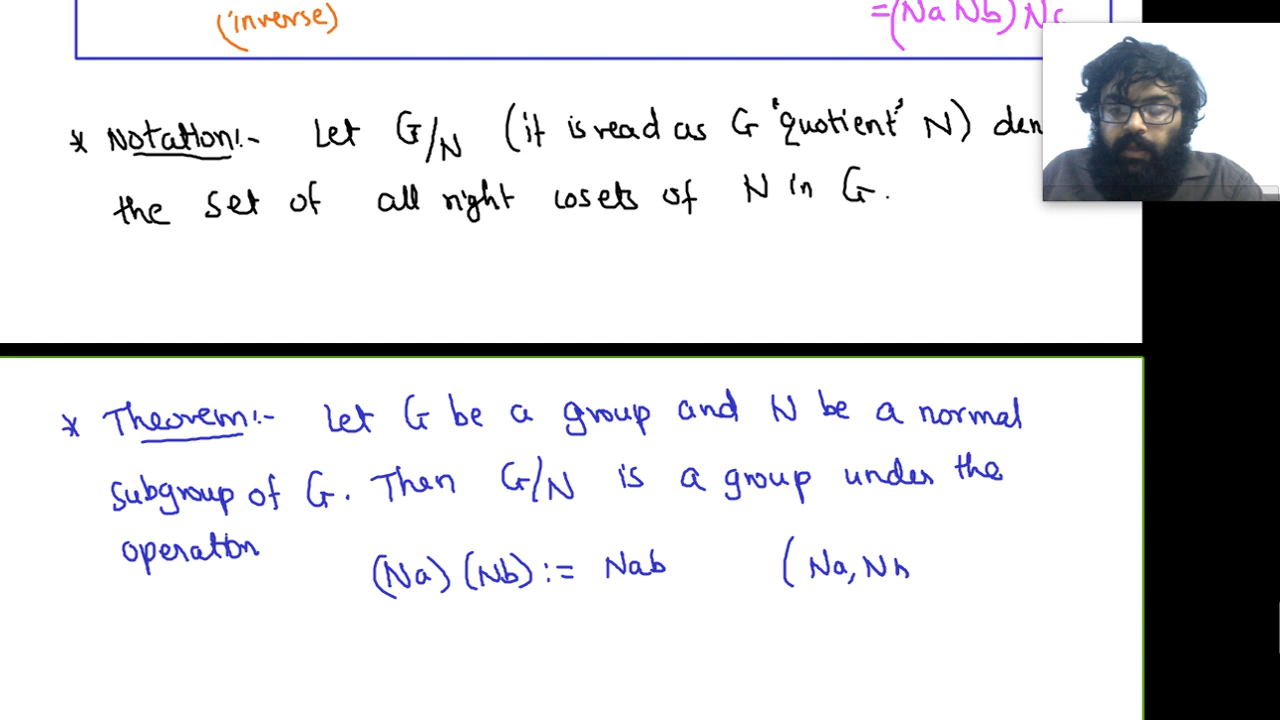 (inverse)
=(Na Nb) Nc
* Notation:- Let G/N (it is read as G 'quotient' N) den
the set of all right cosets of N in G.
* Theorem:- Let G be a group and N be a normal
subgroup of G. Then G/N is a group under the
operation
(Na) (Nb) := Nab (Na, Nb